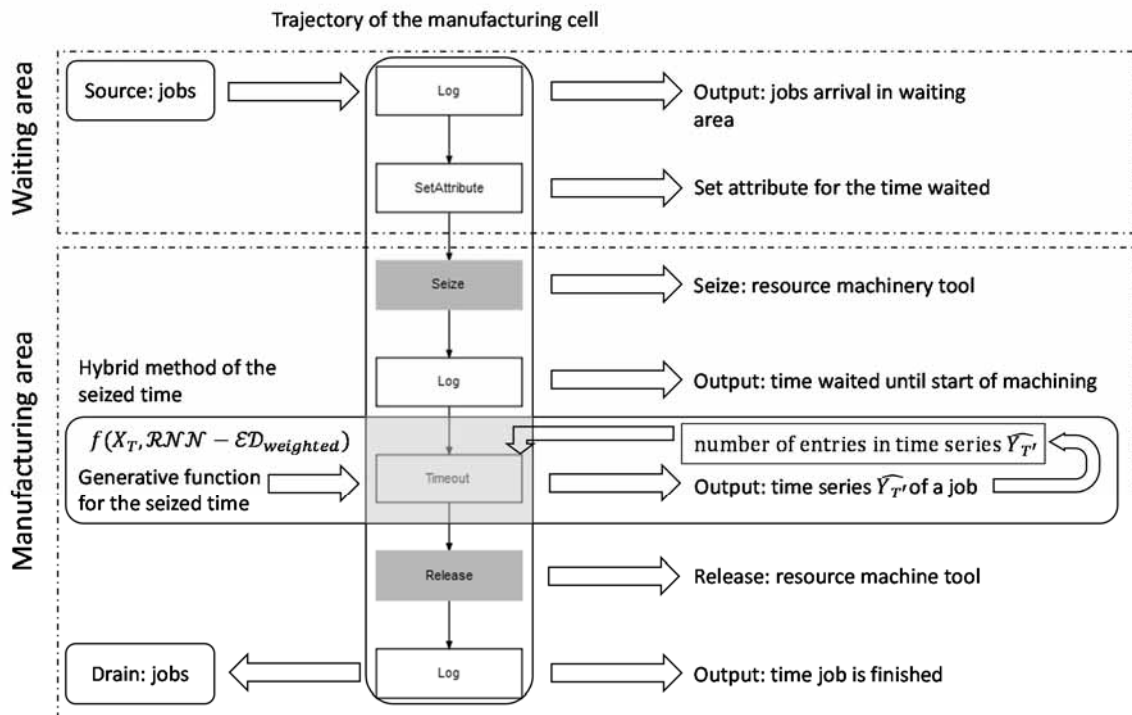 Trajectory of the manufacturing cell
Waiting area
Source: jobs
Log
Output: jobs arrival in waiting
area
SetAttribute
Set attribute for the time waited
Manufacturing area
Seize
Seize: resource machinery tool
Hybrid method of the
seized time
Log
Output: time waited until start of machining
f(X_T, ℛ𝒩𝒩 − ℰ𝒟_weighted)
number of entries in time series \widehat{Y_{T'}}
Generative function
for the seized time
Timeout
Output: time series \widehat{Y_{T'}} of a job
Release
Release: resource machine tool
Drain: jobs
Log
Output: time job is finished